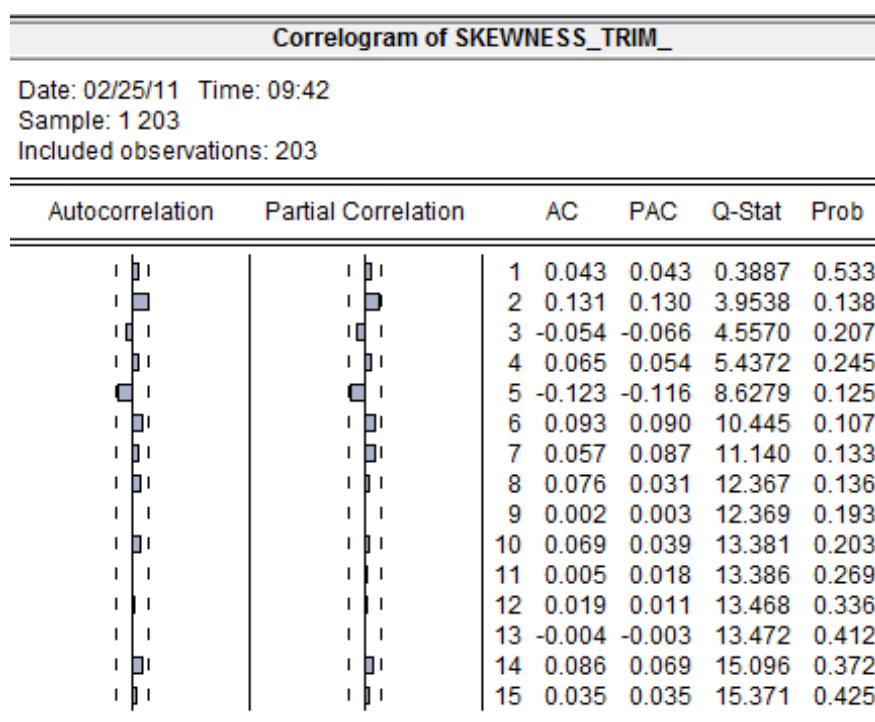 Correlogram of SKEWNESS_TRIM_
Date: 02/25/11 Time: 09:42
Sample: 1 203
Included observations: 203
Autocorrelation Partial Correlation AC PAC Q-Stat Prob
1 0.043 0.043 0.3887 0.533
2 0.131 0.130 3.9538 0.138
3 -0.054 -0.066 4.5570 0.207
4 0.065 0.054 5.4372 0.245
5 -0.123 -0.116 8.6279 0.125
6 0.093 0.090 10.445 0.107
7 0.057 0.087 11.140 0.133
8 0.076 0.031 12.367 0.136
9 0.002 0.003 12.369 0.193
10 0.069 0.039 13.381 0.203
11 0.005 0.018 13.386 0.269
12 0.019 0.011 13.468 0.336
13 -0.004 -0.003 13.472 0.412
14 0.086 0.069 15.096 0.372
15 0.035 0.035 15.371 0.425